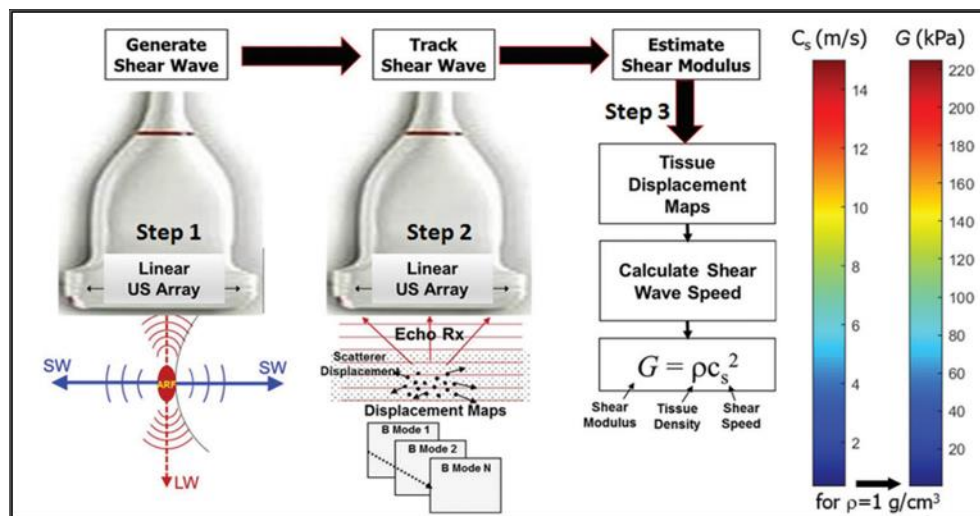 Generate
Shear Wave
Track
Shear Wave
Estimate
Shear Modulus
Step 1
Linear
US Array
SW
SW
ARF
LW
Step 2
Linear
US Array
Echo Rx
Scatterer
Displacement
Displacement Maps
B Mode 1
B Mode 2
B Mode N
Step 3
Tissue
Displacement
Maps
Calculate Shear
Wave Speed
G = ρcₛ²
Shear
Modulus
Tissue
Density
Shear
Speed
Cₛ (m/s)
14
12
10
8
6
4
2
G (kPa)
220
200
180
160
140
120
100
80
60
40
20
for ρ=1 g/cm³